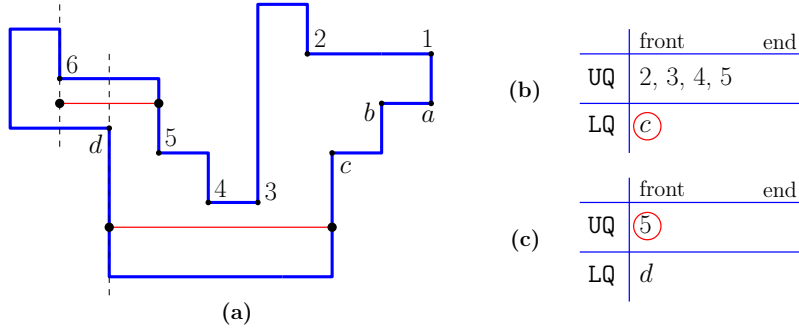 1
2
6
b
a
d
5
c
4
3
(a)
(b)
front end
UQ 2, 3, 4, 5
LQ c
(c)
front end
UQ 5
LQ d